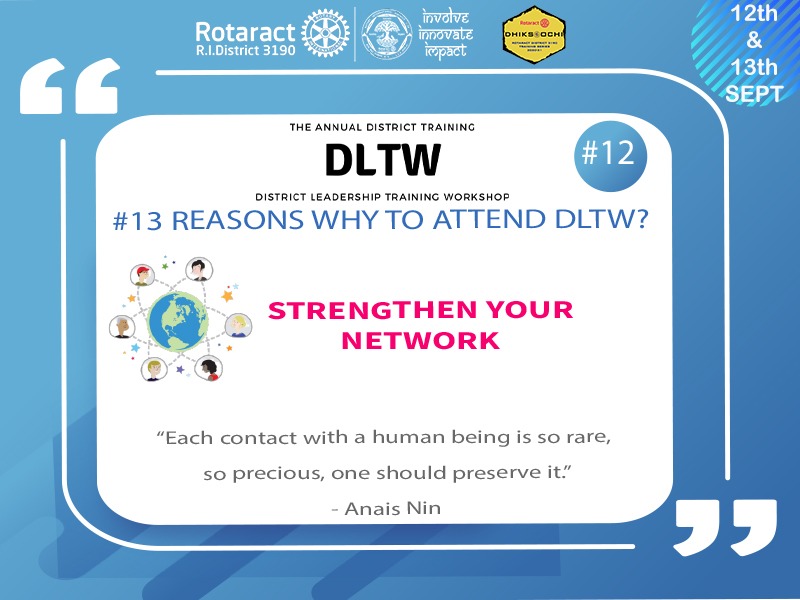 Rotaract
R.I.District 3190
involve
innovate
impact
Rotaract
DHIKSOOCHI
ROTARACT DISTRICT 3190
TRAINING SERIES
12th
&
13th
SEPT
THE ANNUAL DISTRICT TRAINING
DLTW
#12
DISTRICT LEADERSHIP TRAINING WORKSHOP
#13 REASONS WHY TO ATTEND DLTW?
STRENGTHEN YOUR
NETWORK
“Each contact with a human being is so rare,
so precious, one should preserve it.”
- Anais Nin